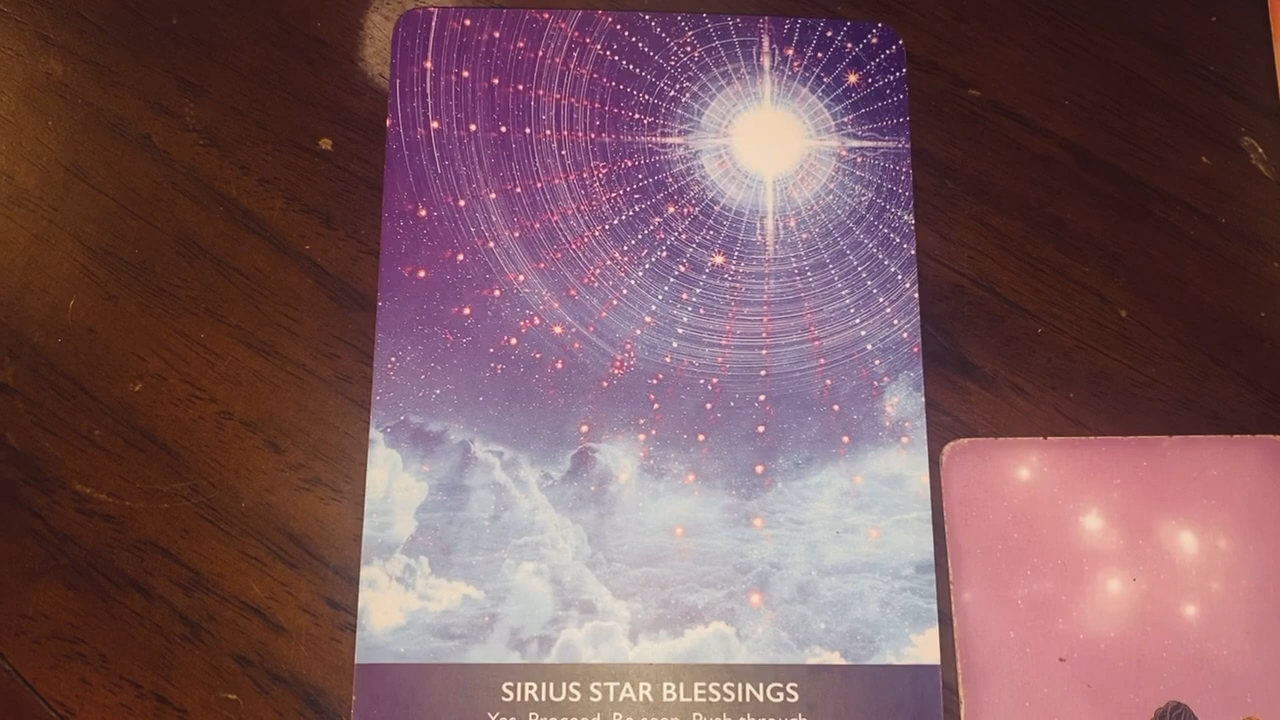 SIRIUS STAR BLESSINGS
Yes. Proceed. Be seen. Push through.